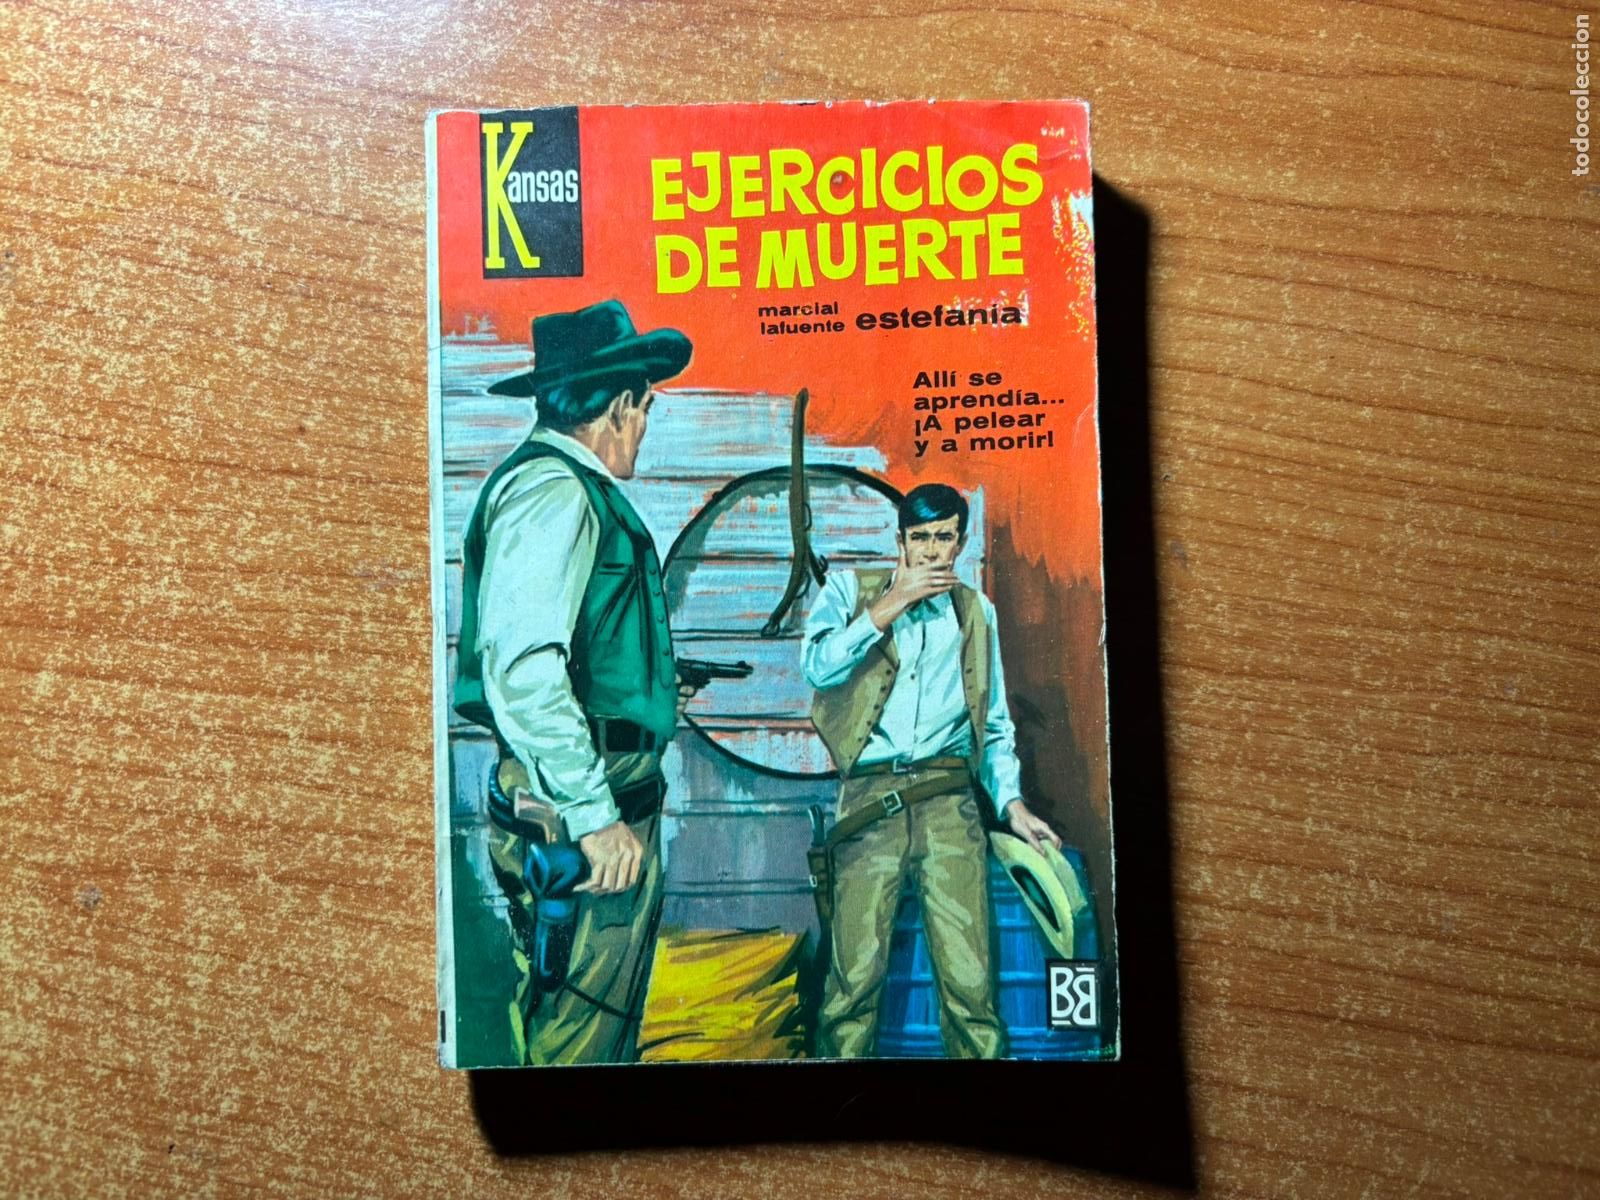 Kansas
EJERCICIOS
DE MUERTE
marcial
lafuente estefanía
Allí se
aprendía...
¡A pelear
y a morir!
BB
todocoleccion